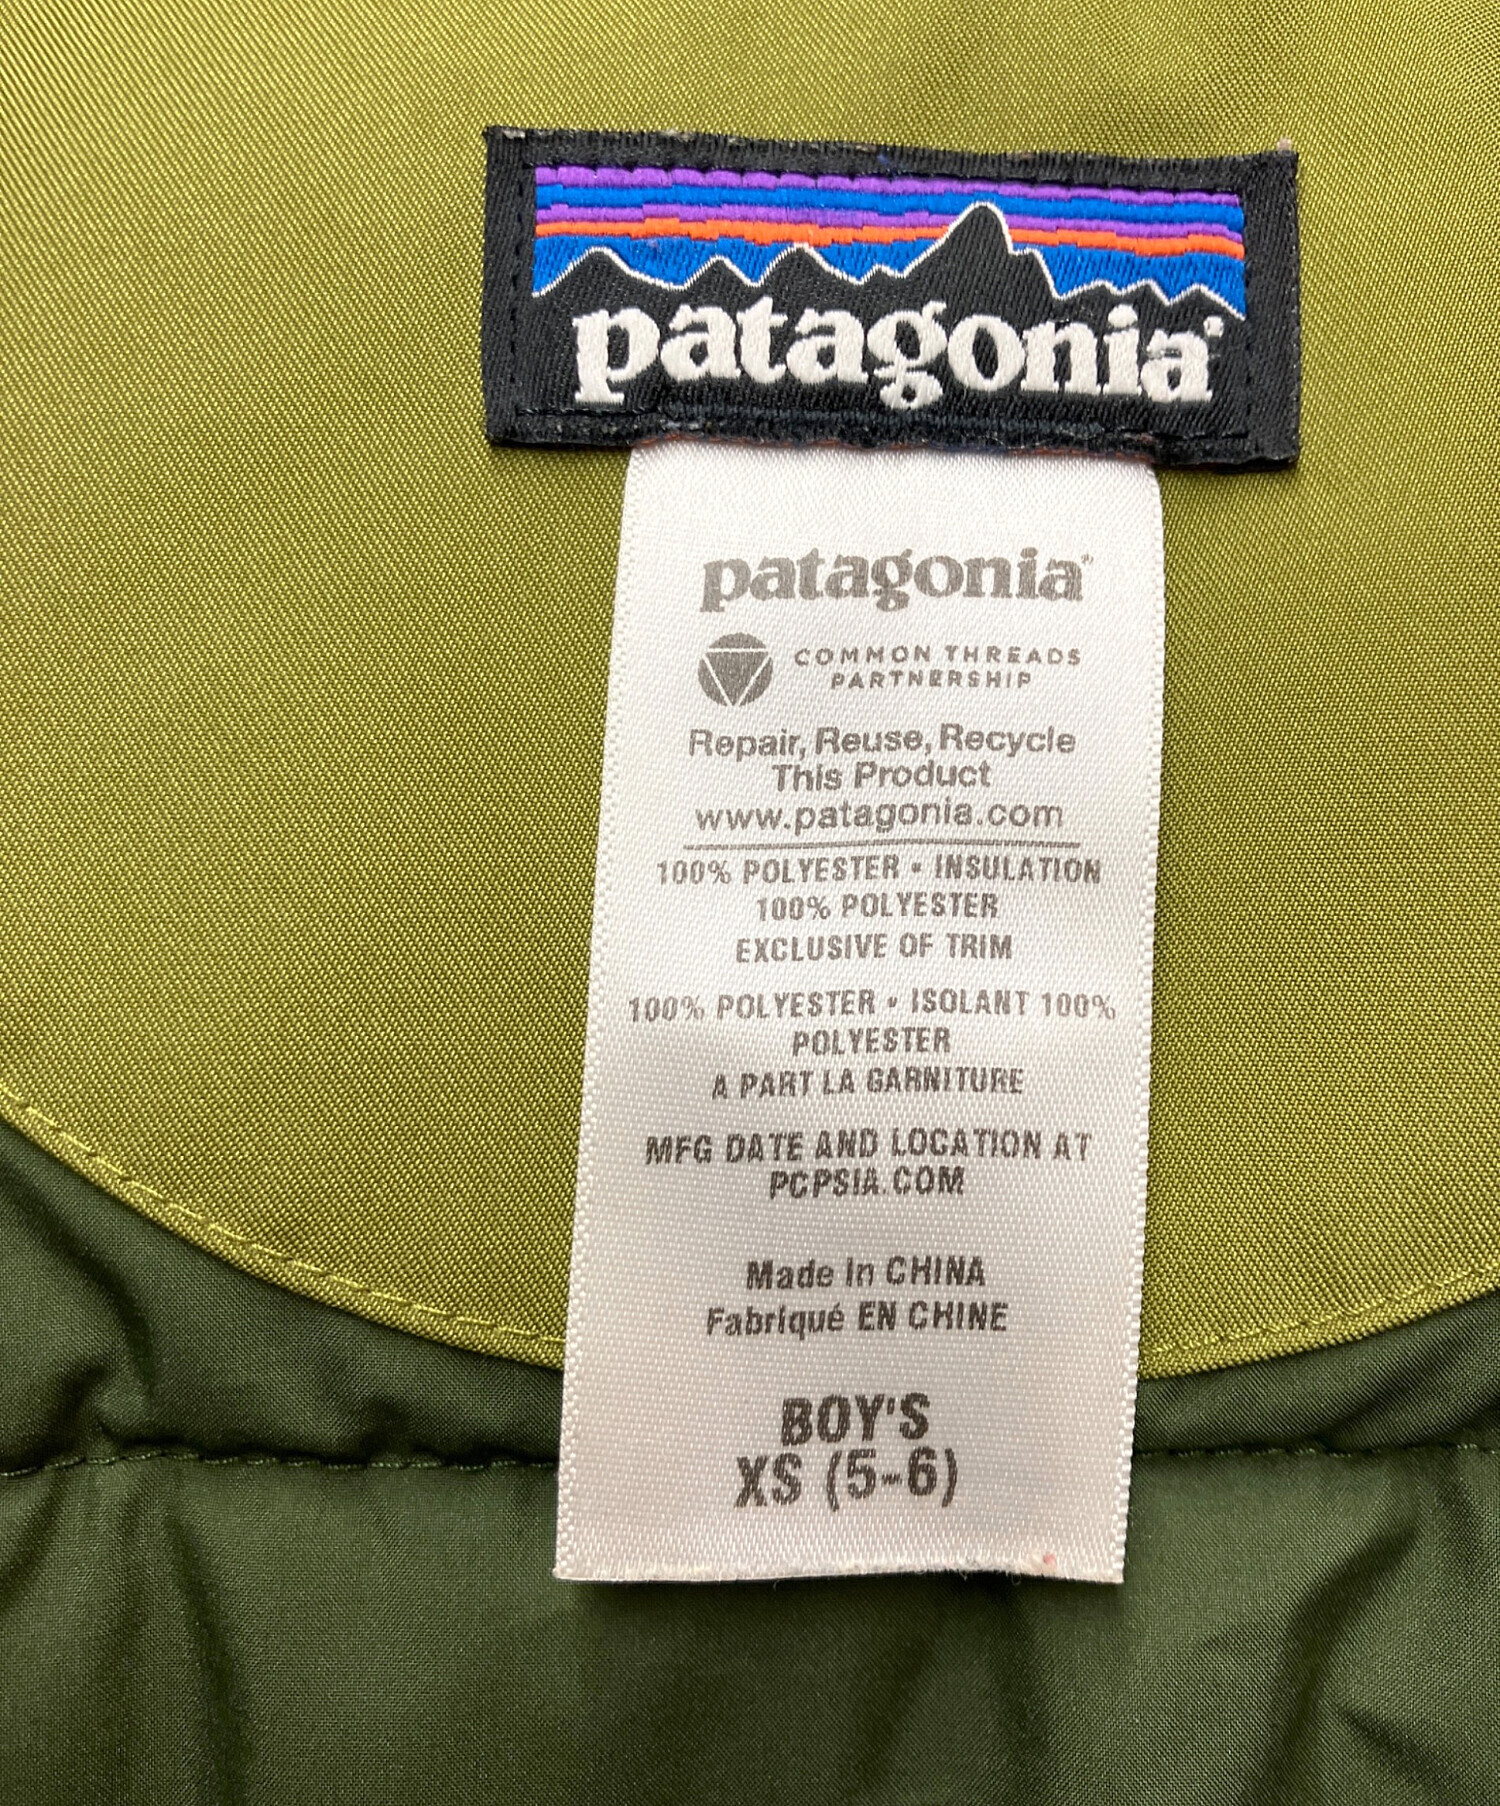 patagonia®
patagonia®
COMMON THREADS
PARTNERSHIP
Repair, Reuse, Recycle
This Product
www.patagonia.com
100% POLYESTER • INSULATION
100% POLYESTER
EXCLUSIVE OF TRIM
100% POLYESTER • ISOLANT 100%
POLYESTER
A PART LA GARNITURE
MFG DATE AND LOCATION AT
PCPSIA.COM
Made in CHINA
Fabriqué EN CHINE
BOY'S
XS (5-6)